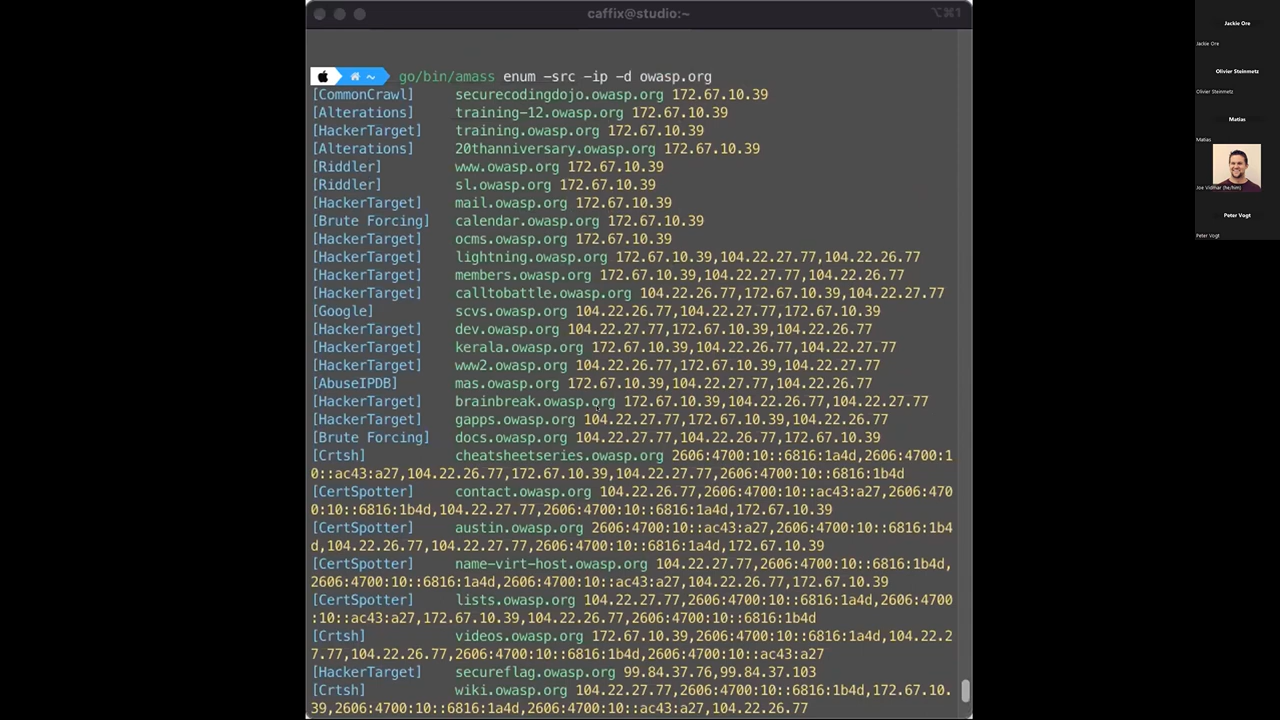 caffix@studio:~
⌥⌘1
~ go/bin/amass enum -src -ip -d owasp.org
[CommonCrawl] securecodingdojo.owasp.org 172.67.10.39
[Alterations] training-12.owasp.org 172.67.10.39
[HackerTarget] training.owasp.org 172.67.10.39
[Alterations] 20thanniversary.owasp.org 172.67.10.39
[Riddler] www.owasp.org 172.67.10.39
[Riddler] sl.owasp.org 172.67.10.39
[HackerTarget] mail.owasp.org 172.67.10.39
[Brute Forcing] calendar.owasp.org 172.67.10.39
[HackerTarget] ocms.owasp.org 172.67.10.39
[HackerTarget] lightning.owasp.org 172.67.10.39,104.22.27.77,104.22.26.77
[HackerTarget] members.owasp.org 172.67.10.39,104.22.27.77,104.22.26.77
[HackerTarget] calltobattle.owasp.org 104.22.26.77,172.67.10.39,104.22.27.77
[Google] scvs.owasp.org 104.22.26.77,104.22.27.77,172.67.10.39
[HackerTarget] dev.owasp.org 104.22.27.77,172.67.10.39,104.22.26.77
[HackerTarget] kerala.owasp.org 172.67.10.39,104.22.26.77,104.22.27.77
[HackerTarget] www2.owasp.org 104.22.26.77,172.67.10.39,104.22.27.77
[AbuseIPDB] mas.owasp.org 172.67.10.39,104.22.27.77,104.22.26.77
[HackerTarget] brainbreak.owasp.org 172.67.10.39,104.22.26.77,104.22.27.77
[HackerTarget] gapps.owasp.org 104.22.27.77,172.67.10.39,104.22.26.77
[Brute Forcing] docs.owasp.org 104.22.27.77,104.22.26.77,172.67.10.39
[Crtsh] cheatsheetseries.owasp.org 2606:4700:10::6816:1a4d,2606:4700:1
0::ac43:a27,104.22.26.77,172.67.10.39,104.22.27.77,2606:4700:10::6816:1b4d
[CertSpotter] contact.owasp.org 104.22.26.77,2606:4700:10::ac43:a27,2606:470
0:10::6816:1b4d,104.22.27.77,2606:4700:10::6816:1a4d,172.67.10.39
[CertSpotter] austin.owasp.org 2606:4700:10::ac43:a27,2606:4700:10::6816:1b4
d,104.22.26.77,104.22.27.77,2606:4700:10::6816:1a4d,172.67.10.39
[CertSpotter] name-virt-host.owasp.org 104.22.27.77,2606:4700:10::6816:1b4d,
2606:4700:10::6816:1a4d,2606:4700:10::ac43:a27,104.22.26.77,172.67.10.39
[CertSpotter] lists.owasp.org 104.22.27.77,2606:4700:10::6816:1a4d,2606:4700
:10::ac43:a27,172.67.10.39,104.22.26.77,2606:4700:10::6816:1b4d
[Crtsh] videos.owasp.org 172.67.10.39,2606:4700:10::6816:1a4d,104.22.2
7.77,104.22.26.77,2606:4700:10::6816:1b4d,2606:4700:10::ac43:a27
[HackerTarget] secureflag.owasp.org 99.84.37.76,99.84.37.103
[Crtsh] wiki.owasp.org 104.22.27.77,2606:4700:10::6816:1b4d,172.67.10.
39,2606:4700:10::6816:1a4d,2606:4700:10::ac43:a27,104.22.26.77
Jackie Ore
Jackie Ore
Olivier Steinmetz
Olivier Steinmetz
Matias
Matias
Joe Vidmar (he/him)
Peter Vogt
Peter Vogt